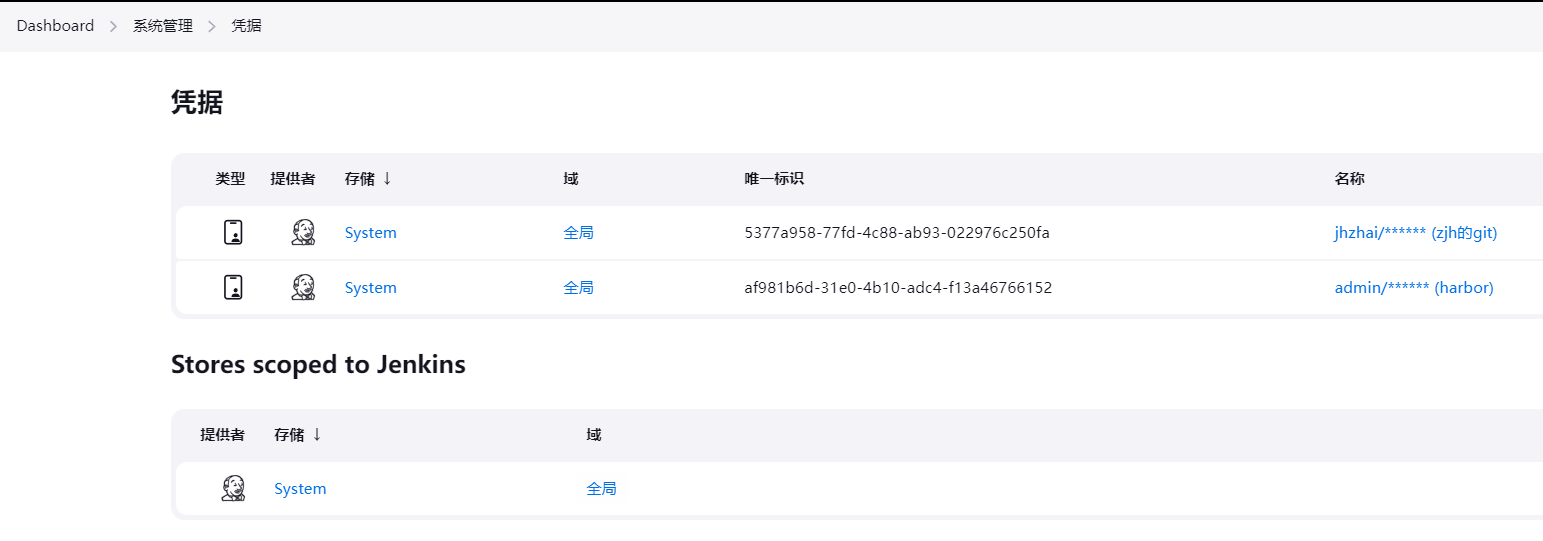 Dashboard > 系统管理 > 凭据
凭据
类型 提供者 存储 ↓ 域 唯一标识 名称
System 全局 5377a958-77fd-4c88-ab93-022976c250fa jhzhai/****** (zjh的git)
System 全局 af981b6d-31e0-4b10-adc4-f13a46766152 admin/****** (harbor)
Stores scoped to Jenkins
提供者 存储 ↓ 域
System 全局